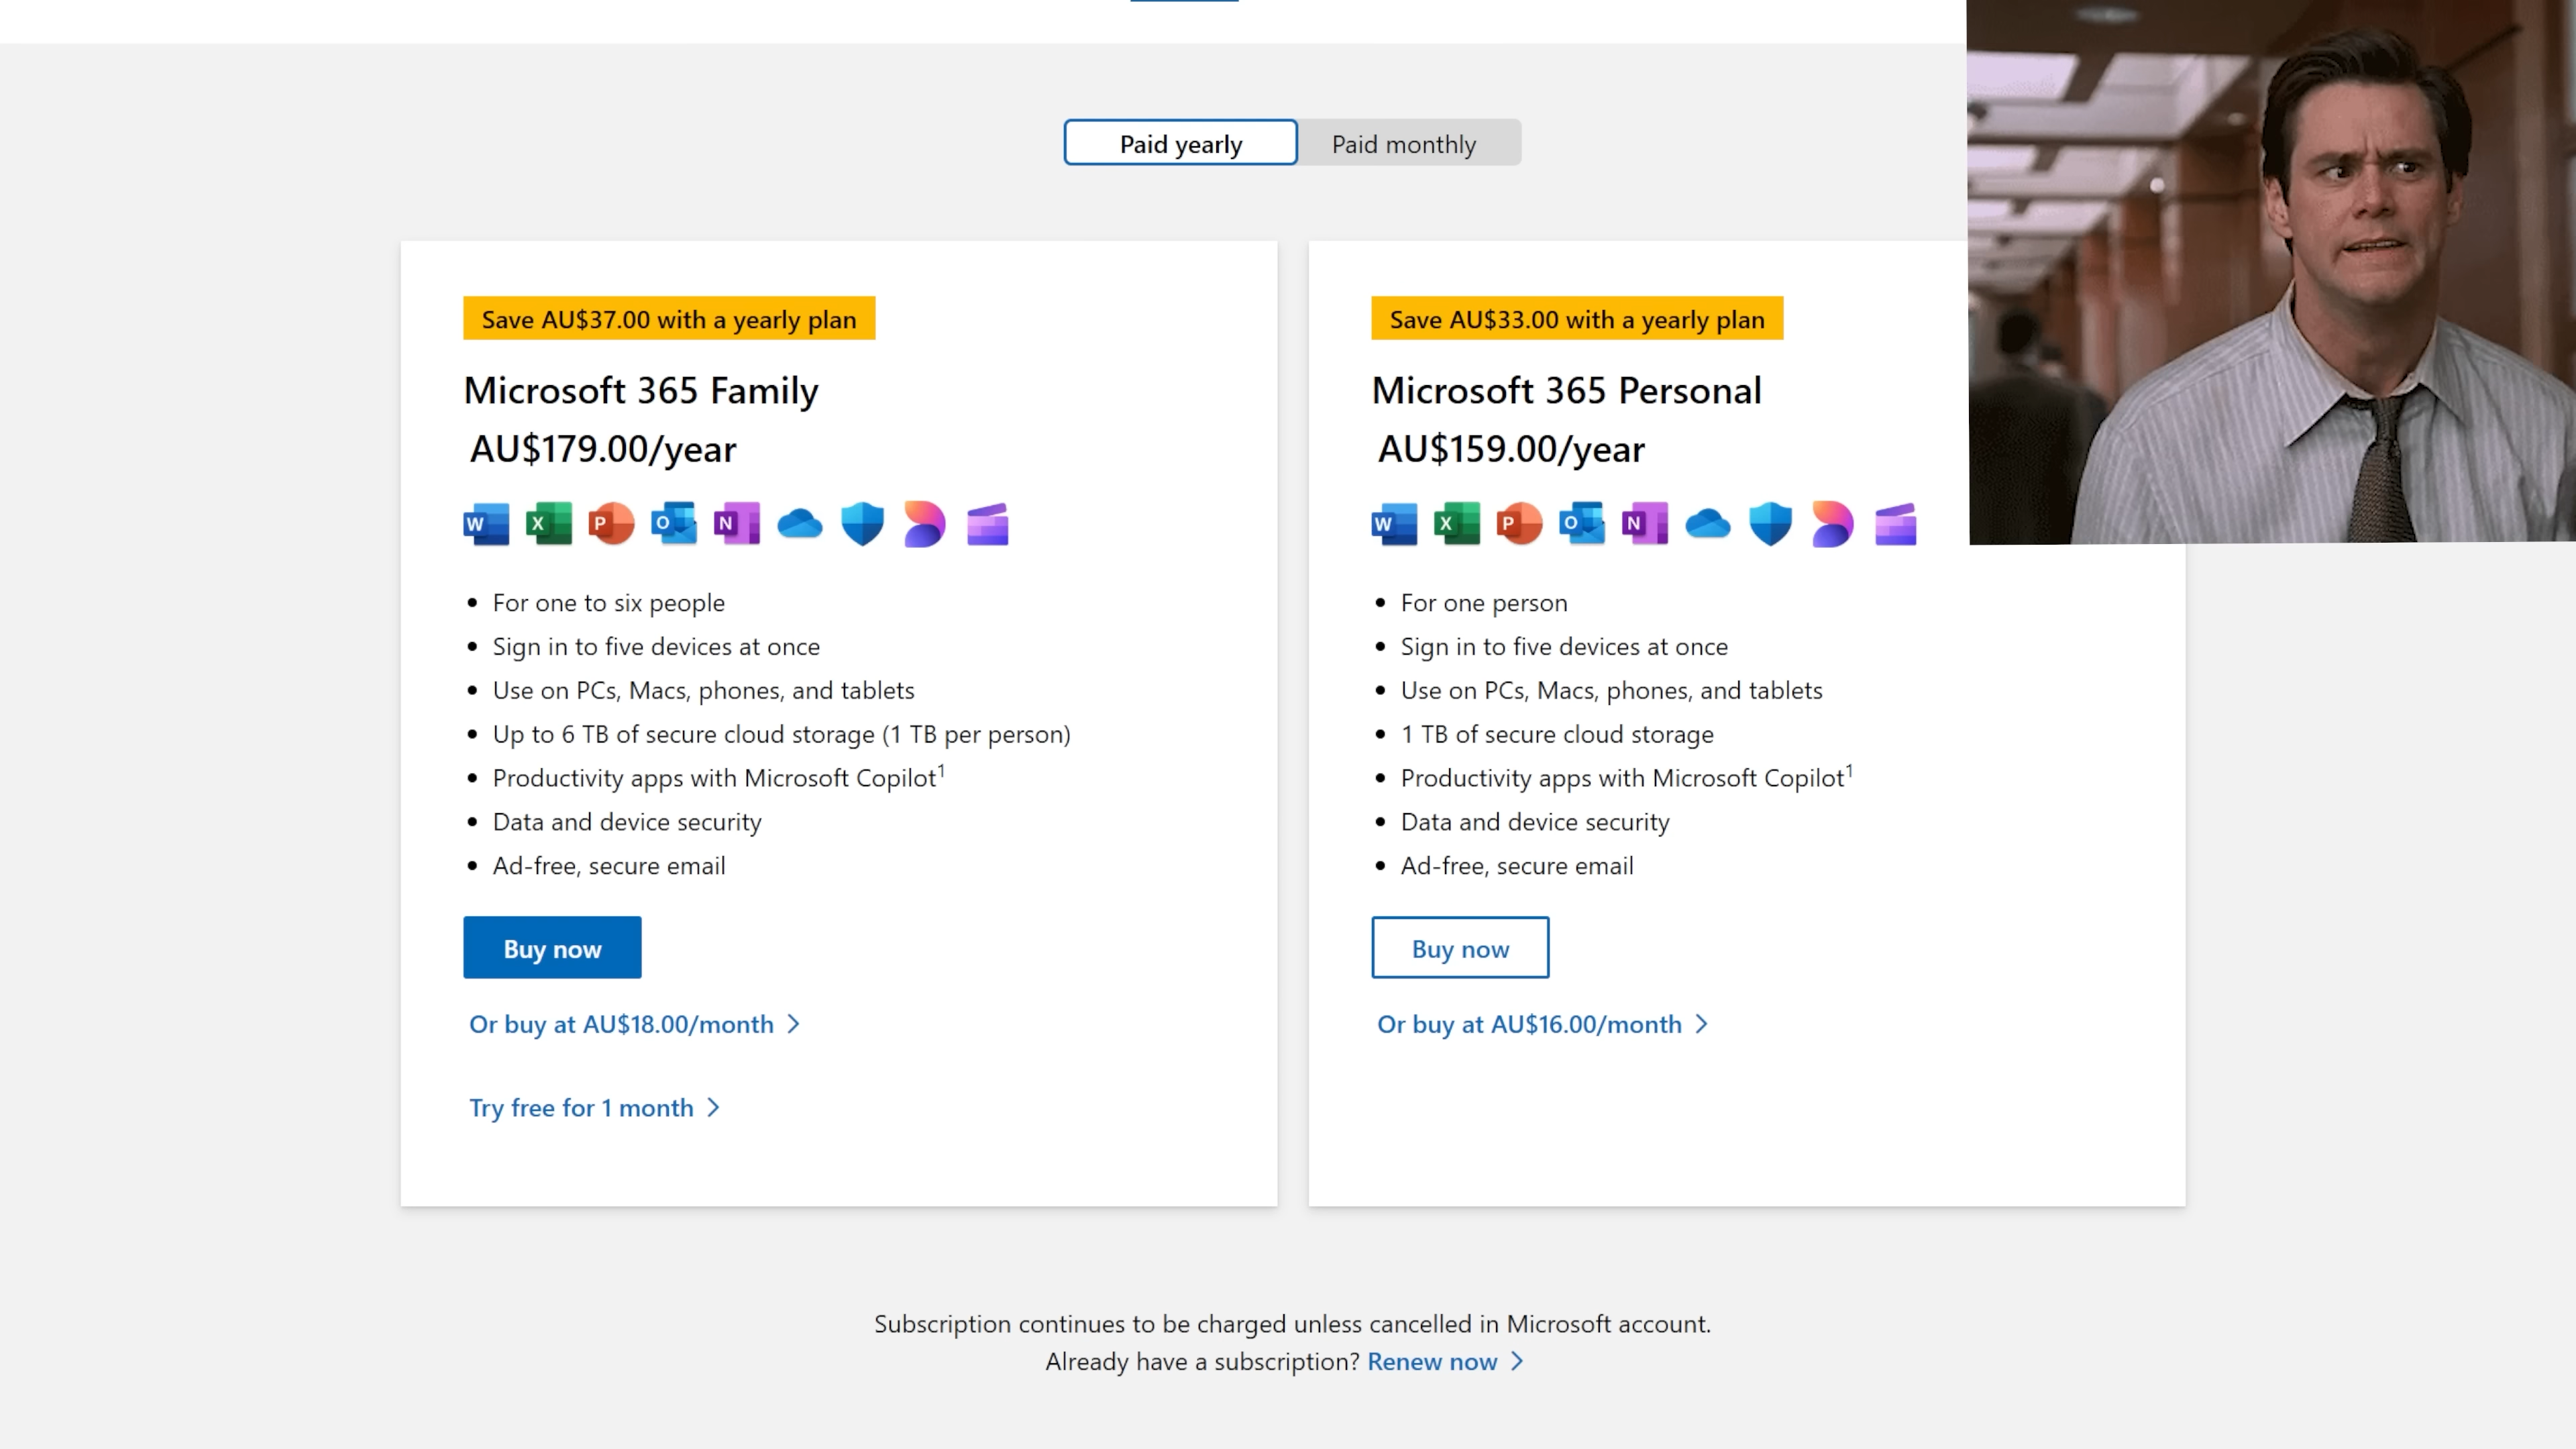 Paid yearly
Paid monthly
Save AU$37.00 with a yearly plan
Microsoft 365 Family
AU$179.00/year
W X P O N
For one to six people
Sign in to five devices at once
Use on PCs, Macs, phones, and tablets
Up to 6 TB of secure cloud storage (1 TB per person)
Productivity apps with Microsoft Copilot¹
Data and device security
Ad-free, secure email
Buy now
Or buy at AU$18.00/month
Try free for 1 month
Save AU$33.00 with a yearly plan
Microsoft 365 Personal
AU$159.00/year
W X P O N
For one person
Sign in to five devices at once
Use on PCs, Macs, phones, and tablets
1 TB of secure cloud storage
Productivity apps with Microsoft Copilot¹
Data and device security
Ad-free, secure email
Buy now
Or buy at AU$16.00/month
Subscription continues to be charged unless cancelled in Microsoft account.
Already have a subscription? Renew now